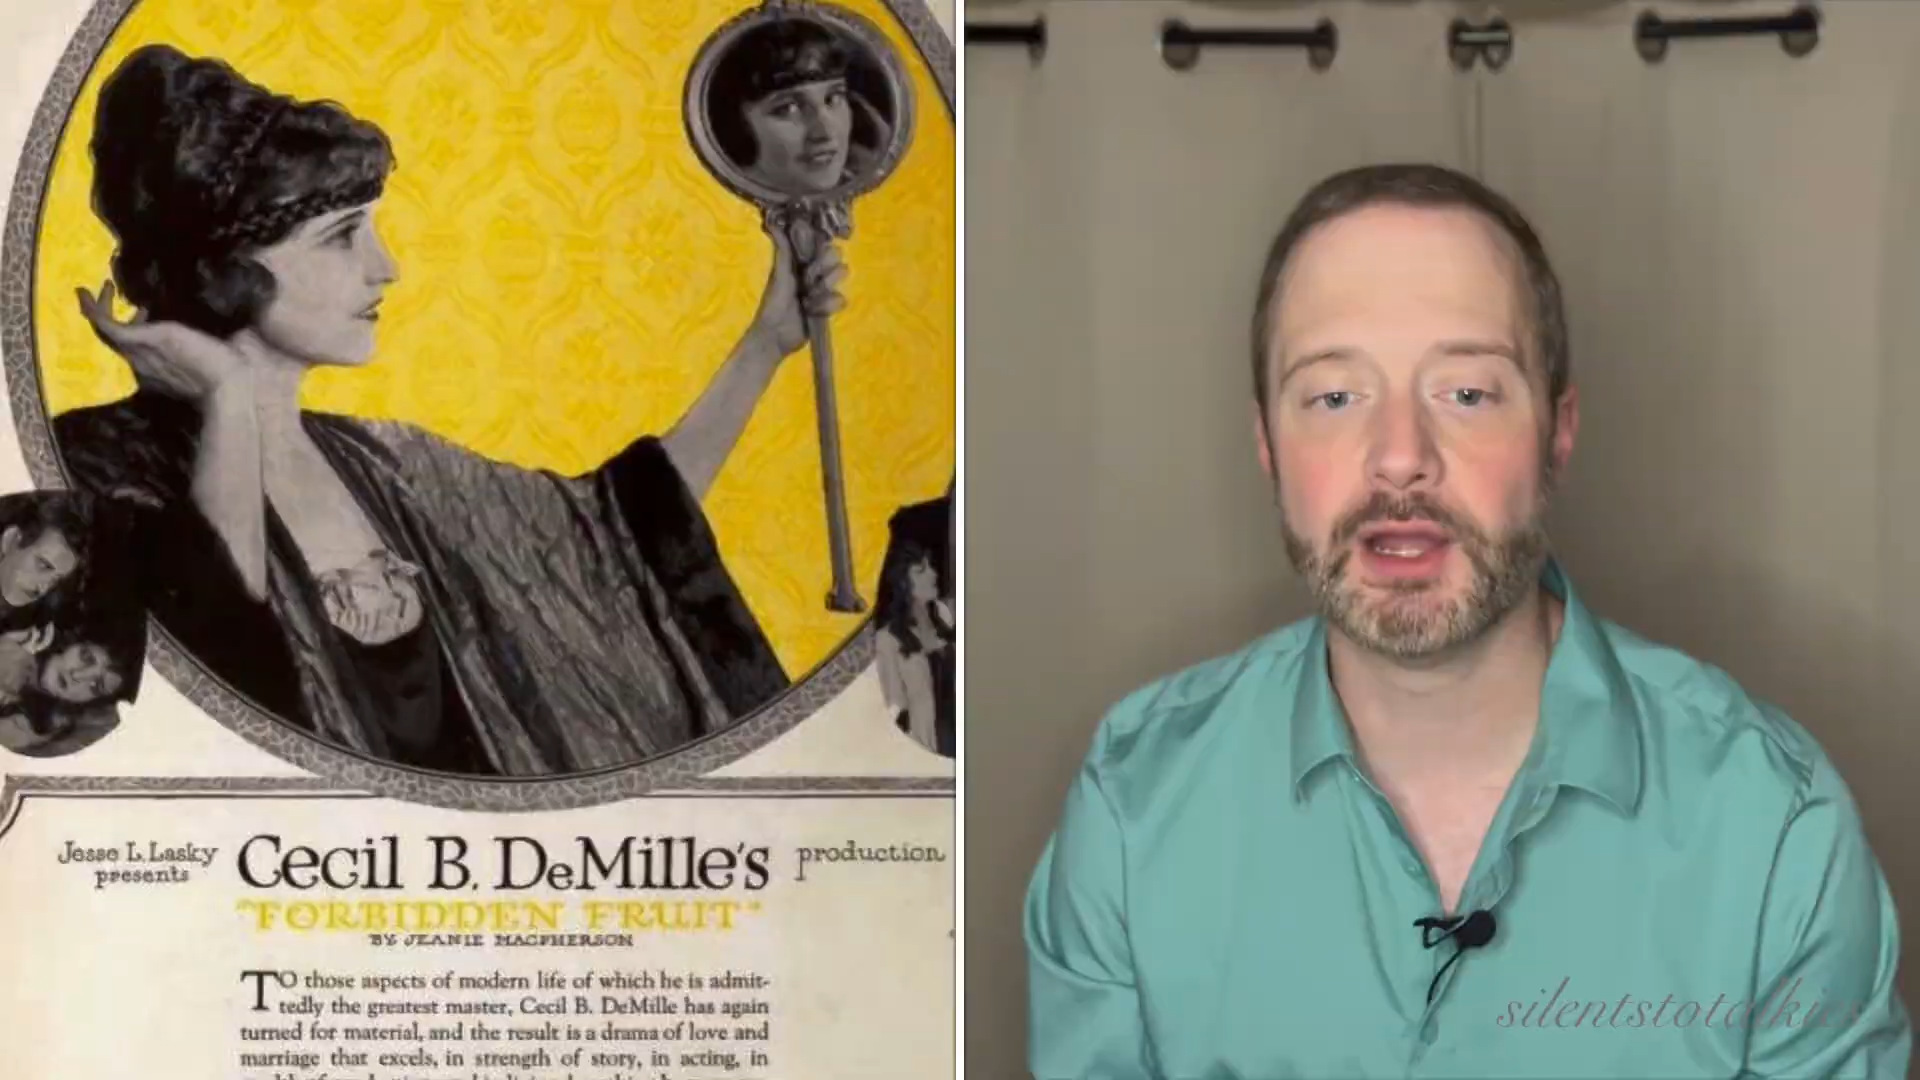 Jesse L. Lasky
presents
Cecil B. DeMille's
production
"FORBIDDEN FRUIT"
BY JEANIE MACPHERSON
TO those aspects of modern life of which he is admit-
tedly the greatest master, Cecil B. DeMille has again
turned for material, and the result is a drama of love and
marriage that excels, in strength of story, in acting, in
silentstotalkies